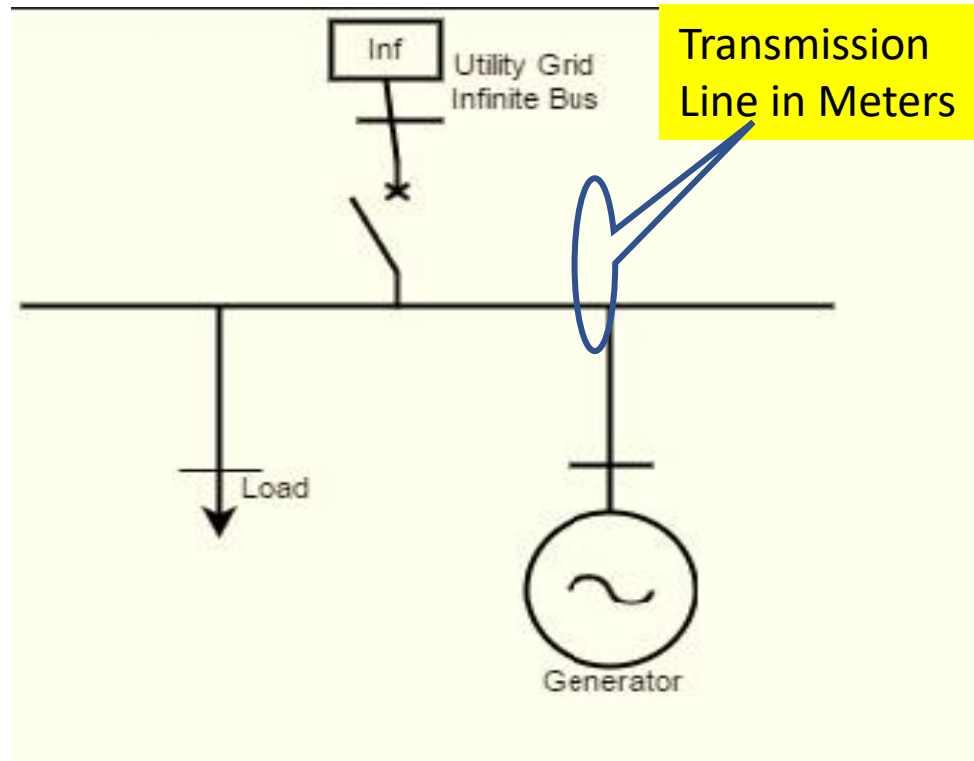 Inf
Utility Grid
Infinite Bus
Transmission
Line in Meters
Load
Generator